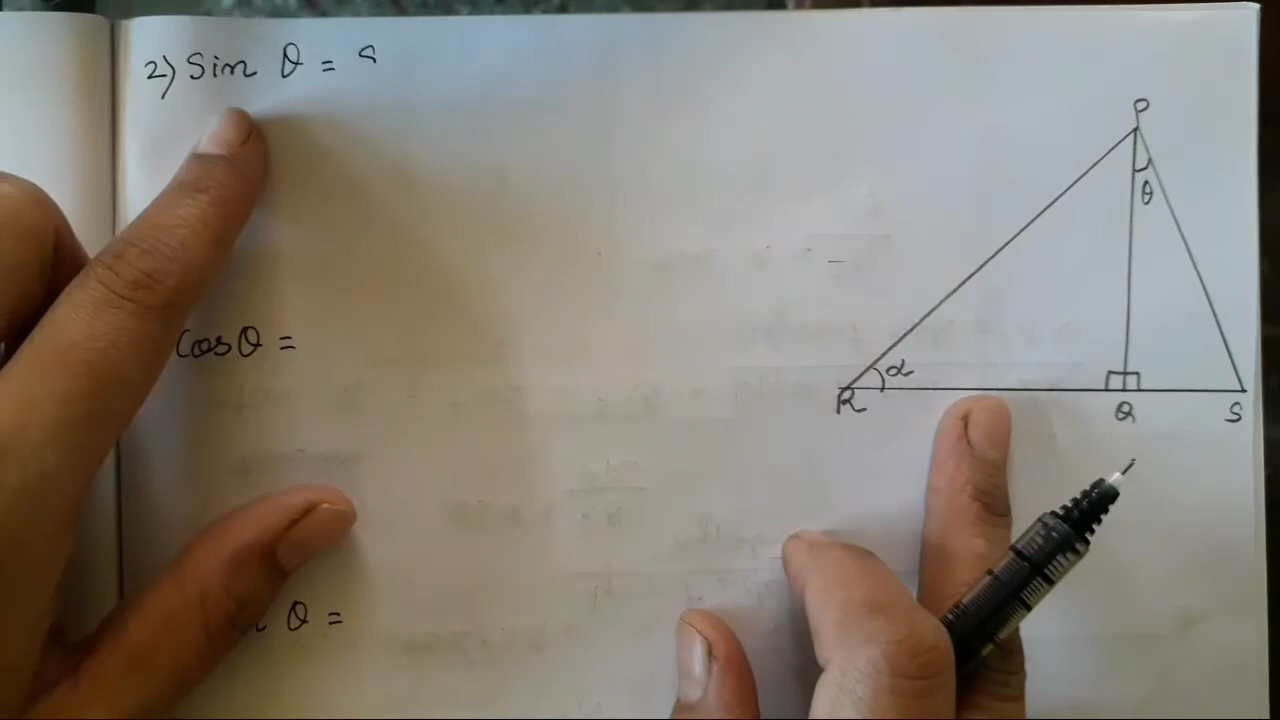 2) Sin θ =
P
θ
Cos θ =
α
R Q S
θ =